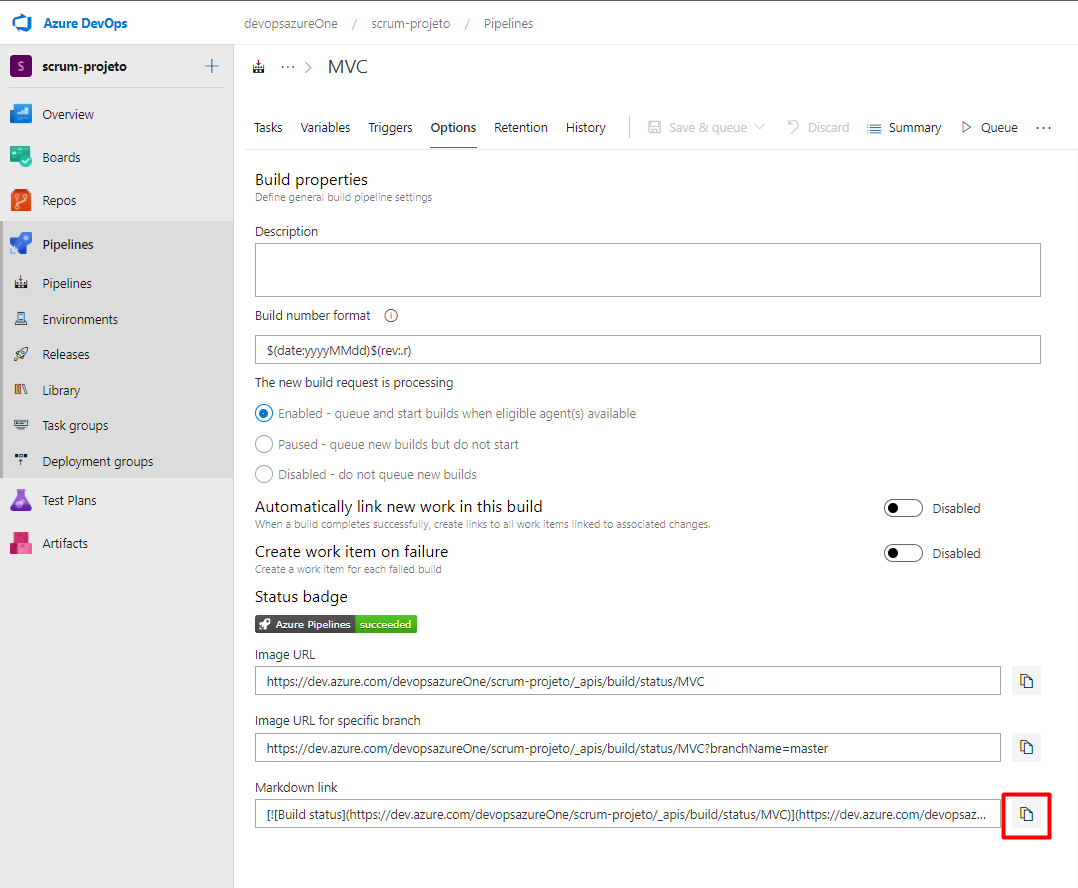 Azure DevOps
devopsazureOne / scrum-projeto / Pipelines
S scrum-projeto +
Overview
Boards
Repos
Pipelines
Pipelines
Environments
Releases
Library
Task groups
Deployment groups
Test Plans
Artifacts
... > MVC
Tasks Variables Triggers Options Retention History Save & queue Discard Summary Queue ...
Build properties
Define general build pipeline settings
Description
Build number format
$(date:yyyyMMdd)$(rev:.r)
The new build request is processing
Enabled - queue and start builds when eligible agent(s) available
Paused - queue new builds but do not start
Disabled - do not queue new builds
Automatically link new work in this build Disabled
When a build completes successfully, create links to all work items linked to associated changes.
Create work item on failure Disabled
Create a work item for each failed build
Status badge
Azure Pipelines succeeded
Image URL
https://dev.azure.com/devopsazureOne/scrum-projeto/_apis/build/status/MVC
Image URL for specific branch
https://dev.azure.com/devopsazureOne/scrum-projeto/_apis/build/status/MVC?branchName=master
Markdown link
[![Build status](https://dev.azure.com/devopsazureOne/scrum-projeto/_apis/build/status/MVC)](https://dev.azure.com/devopsaz...